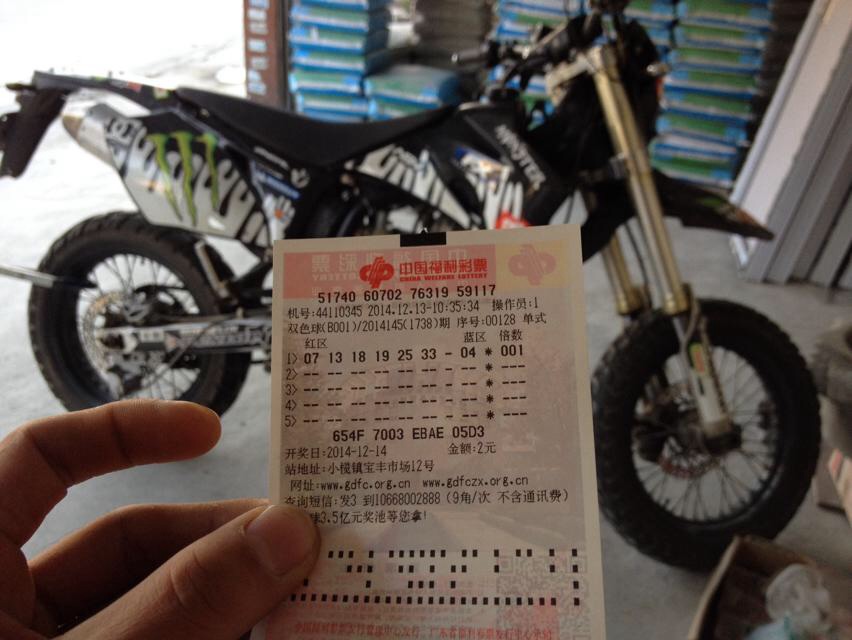 中国福利彩票
CHINA WELFARE LOTTERY
51740 60702 76319 59117
机号:44110345 2014.12.13-10:35:34 操作员:1
双色球(B001)/2014145(1738)期 序号:00128 单式
红区 蓝区 倍数
1> 07 13 18 19 25 33 - 04 * 001
2> -- -- -- -- -- -- - -- * ---
3> -- -- -- -- -- -- - -- * ---
4> -- -- -- -- -- -- - -- * ---
5> -- -- -- -- -- -- - -- * ---
654F 7003 EBAE 05D3
开奖日:2014-12-14 金额:2元
站地址:小榄镇宝丰市场12号
网址:www.gdfc.org.cn www.gdfczx.org.cn
查询短信:发3 到10668002888 (9角/次 不含通讯费)
球3.5亿元奖池等您拿!